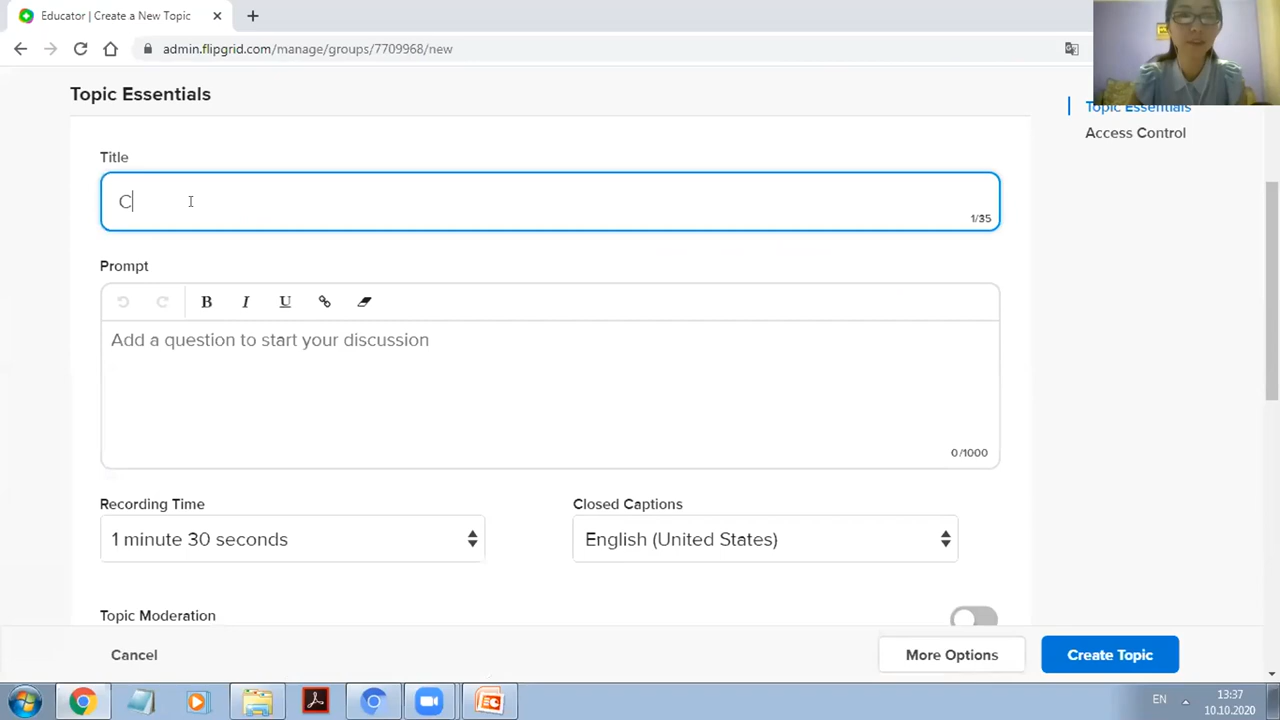 Educator | Create a New Topic
admin.flipgrid.com/manage/groups/7709968/new
Topic Essentials
Topic Essentials
Access Control
Title
C
1/35
Prompt
B I U
Add a question to start your discussion
0/1000
Recording Time
Closed Captions
1 minute 30 seconds
English (United States)
Topic Moderation
Cancel
More Options
Create Topic
EN
13:37
10.10.2020